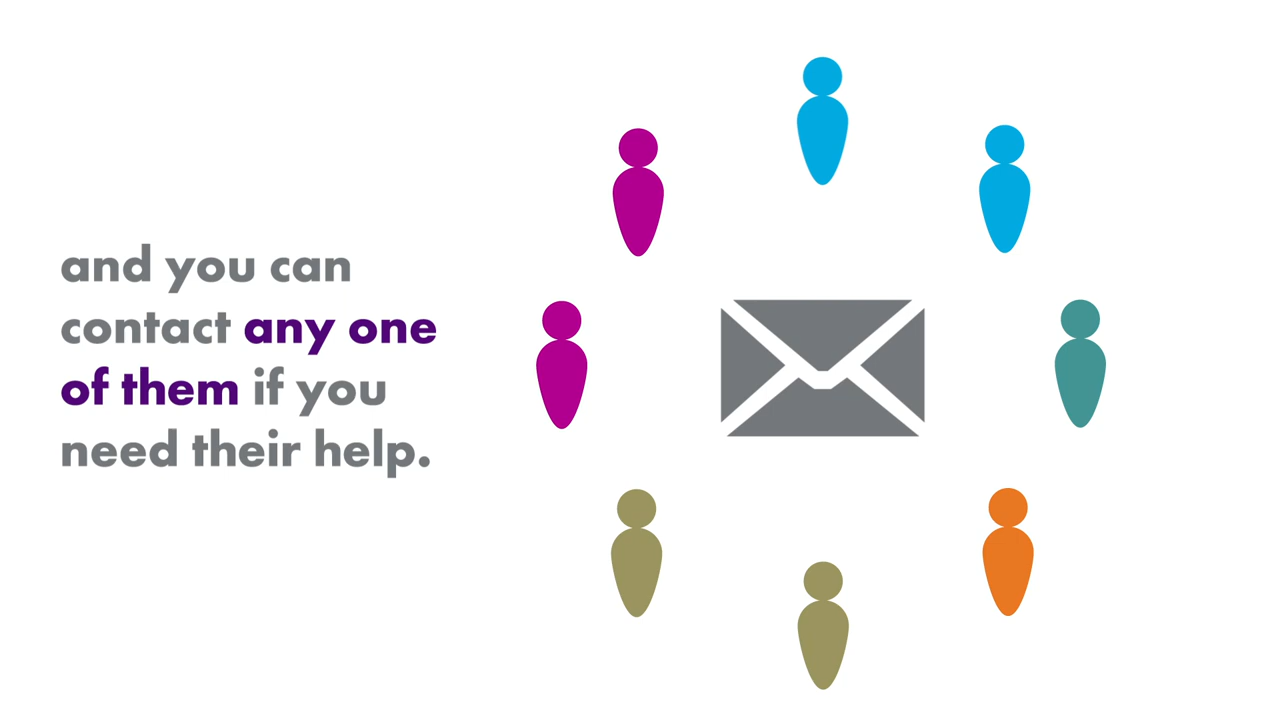 and you can
contact any one
of them if you
need their help.